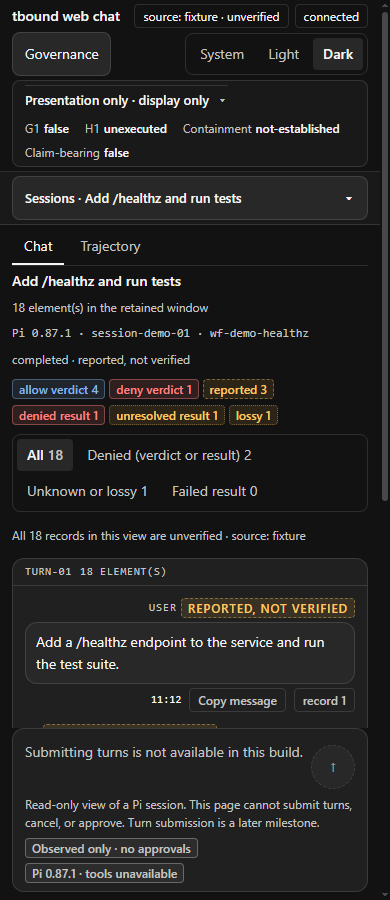 tbound web chat source: fixture · unverified connected
Governance System Light Dark
Presentation only · display only
G1 false H1 unexecuted Containment not-established
Claim-bearing false
Sessions · Add /healthz and run tests
Chat Trajectory
Add /healthz and run tests
18 element(s) in the retained window
Pi 0.87.1 · session-demo-01 · wf-demo-healthz
completed · reported, not verified
allow verdict 4 deny verdict 1 reported 3
denied result 1 unresolved result 1 lossy 1
All 18 Denied (verdict or result) 2
Unknown or lossy 1 Failed result 0
All 18 records in this view are unverified · source: fixture
TURN-01 18 ELEMENT(S)
USER REPORTED, NOT VERIFIED
Add a /healthz endpoint to the service and run
the test suite.
11:12 Copy message record 1
Submitting turns is not available in this build. ↑
Read-only view of a Pi session. This page cannot submit turns,
cancel, or approve. Turn submission is a later milestone.
Observed only · no approvals
Pi 0.87.1 · tools unavailable